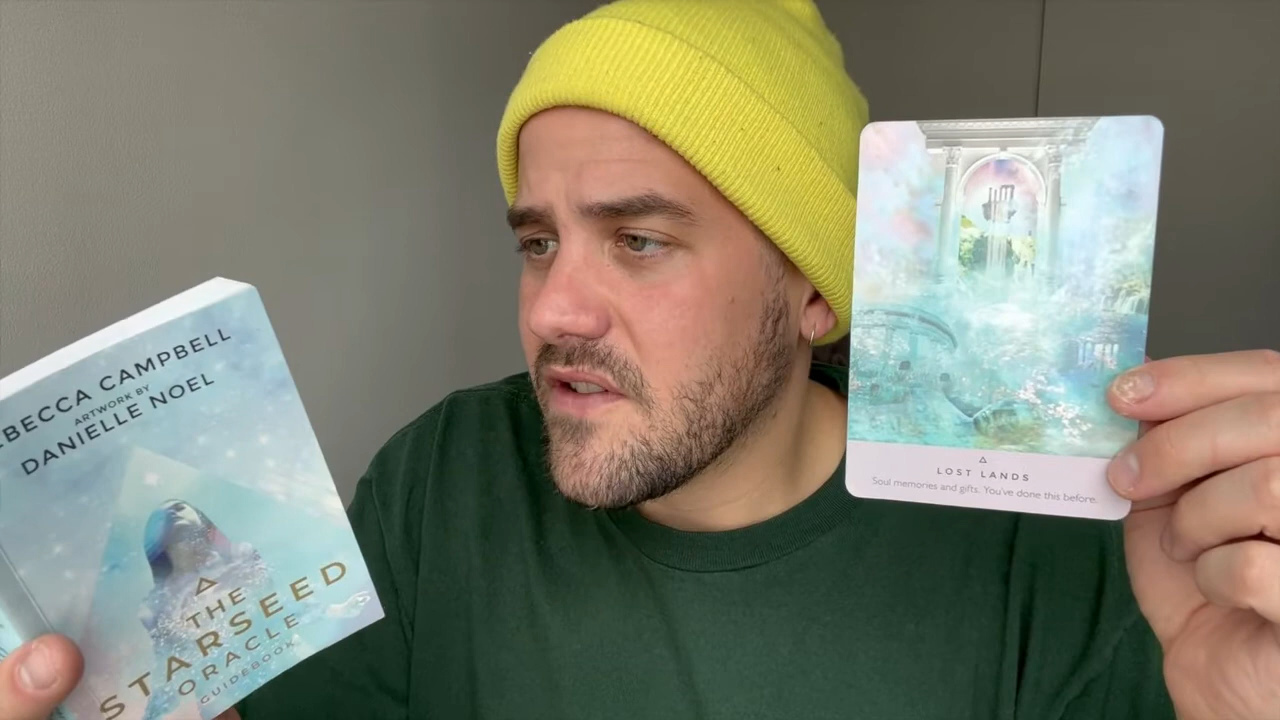 EBECCA CAMPBELL
ARTWORK BY
DANIELLE NOEL
THE
STARSEED
ORACLE
GUIDEBOOK
LOST LANDS
Soul memories and gifts. You've done this before.